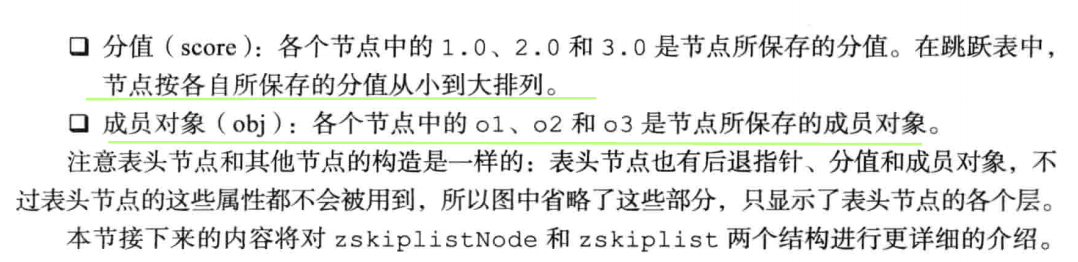 ❑ 分值（score）：各个节点中的 1.0、2.0 和 3.0 是节点所保存的分值。在跳跃表中，
节点按各自所保存的分值从小到大排列。
❑ 成员对象（obj）：各个节点中的 o1、o2 和 o3 是节点所保存的成员对象。
注意表头节点和其他节点的构造是一样的：表头节点也有后退指针、分值和成员对象，不
过表头节点的这些属性都不会被用到，所以图中省略了这些部分，只显示了表头节点的各个层。
本节接下来的内容将对 zskiplistNode 和 zskiplist 两个结构进行更详细的介绍。